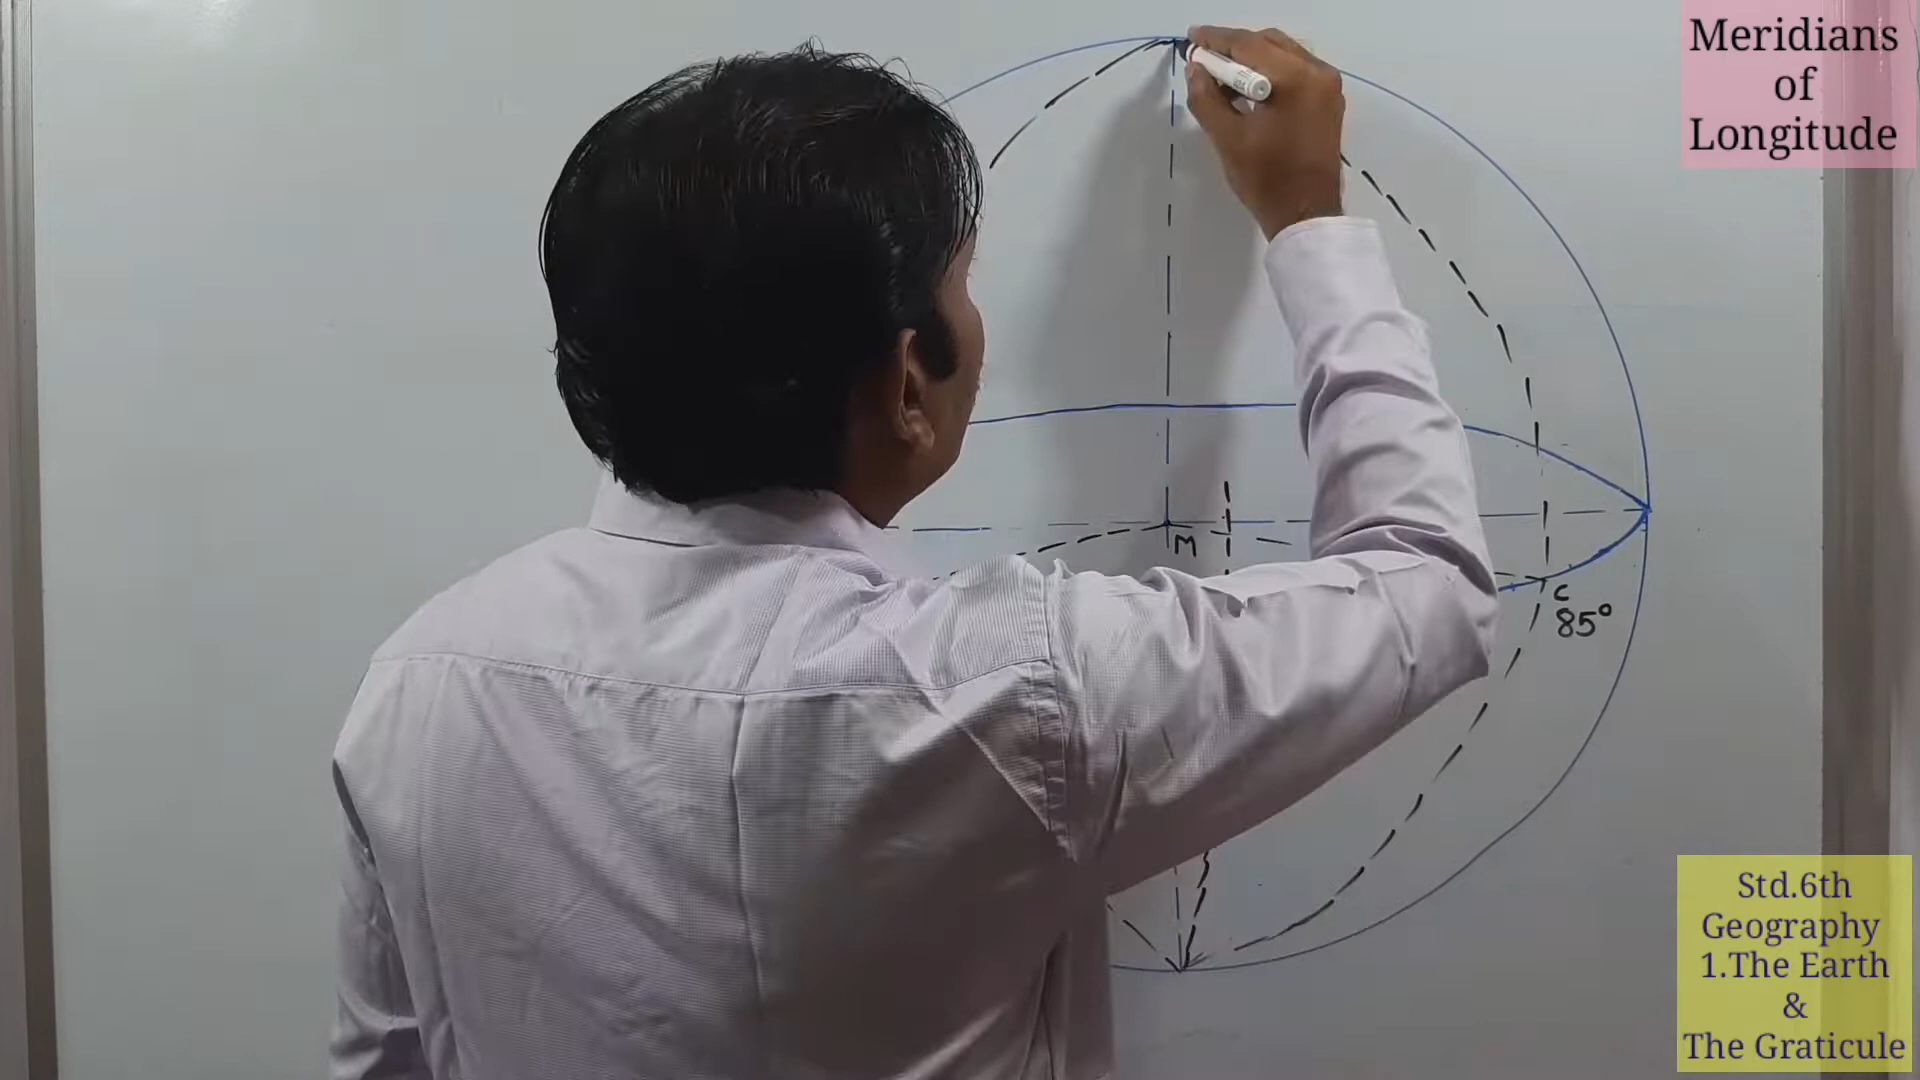 Meridians
of
Longitude
M
C
85°
Std.6th
Geography
1.The Earth
&
The Graticule